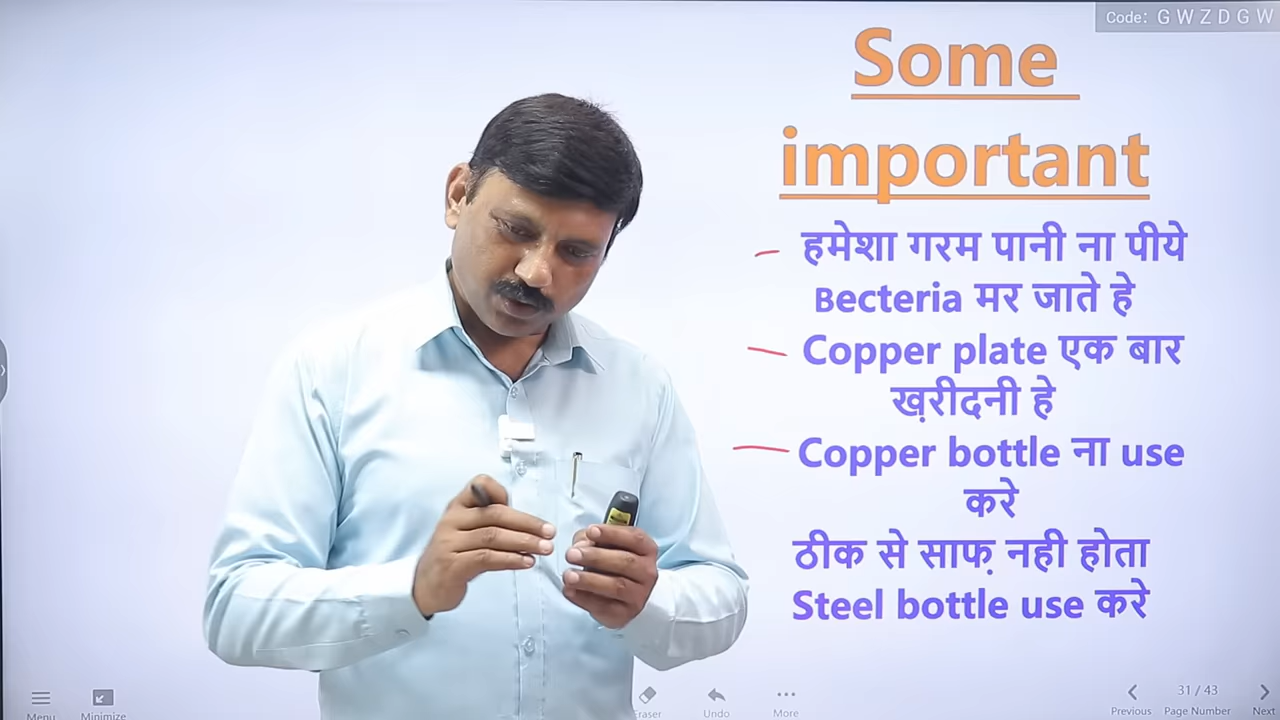 Code: G W Z D G W
Some
important
हमेशा गरम पानी ना पीये
Becteria मर जाते हे
Copper plate एक बार
ख़रीदनी हे
Copper bottle ना use
करे
ठीक से साफ़ नही होता
Steel bottle use करे
Menu
Minimize
Eraser
Undo
More
Previous
31 / 43
Page Number
Next